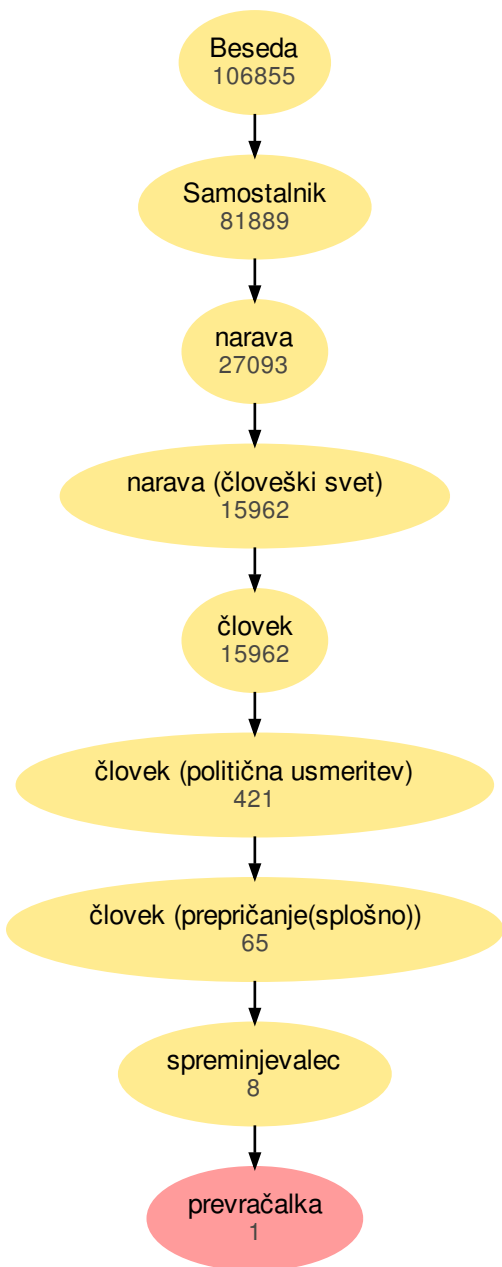 Beseda
106855
Samostalnik
81889
narava
27093
narava (človeški svet)
15962
človek
15962
človek (politična usmeritev)
421
človek (prepričanje(splošno))
65
spreminjevalec
8
prevračalka
1